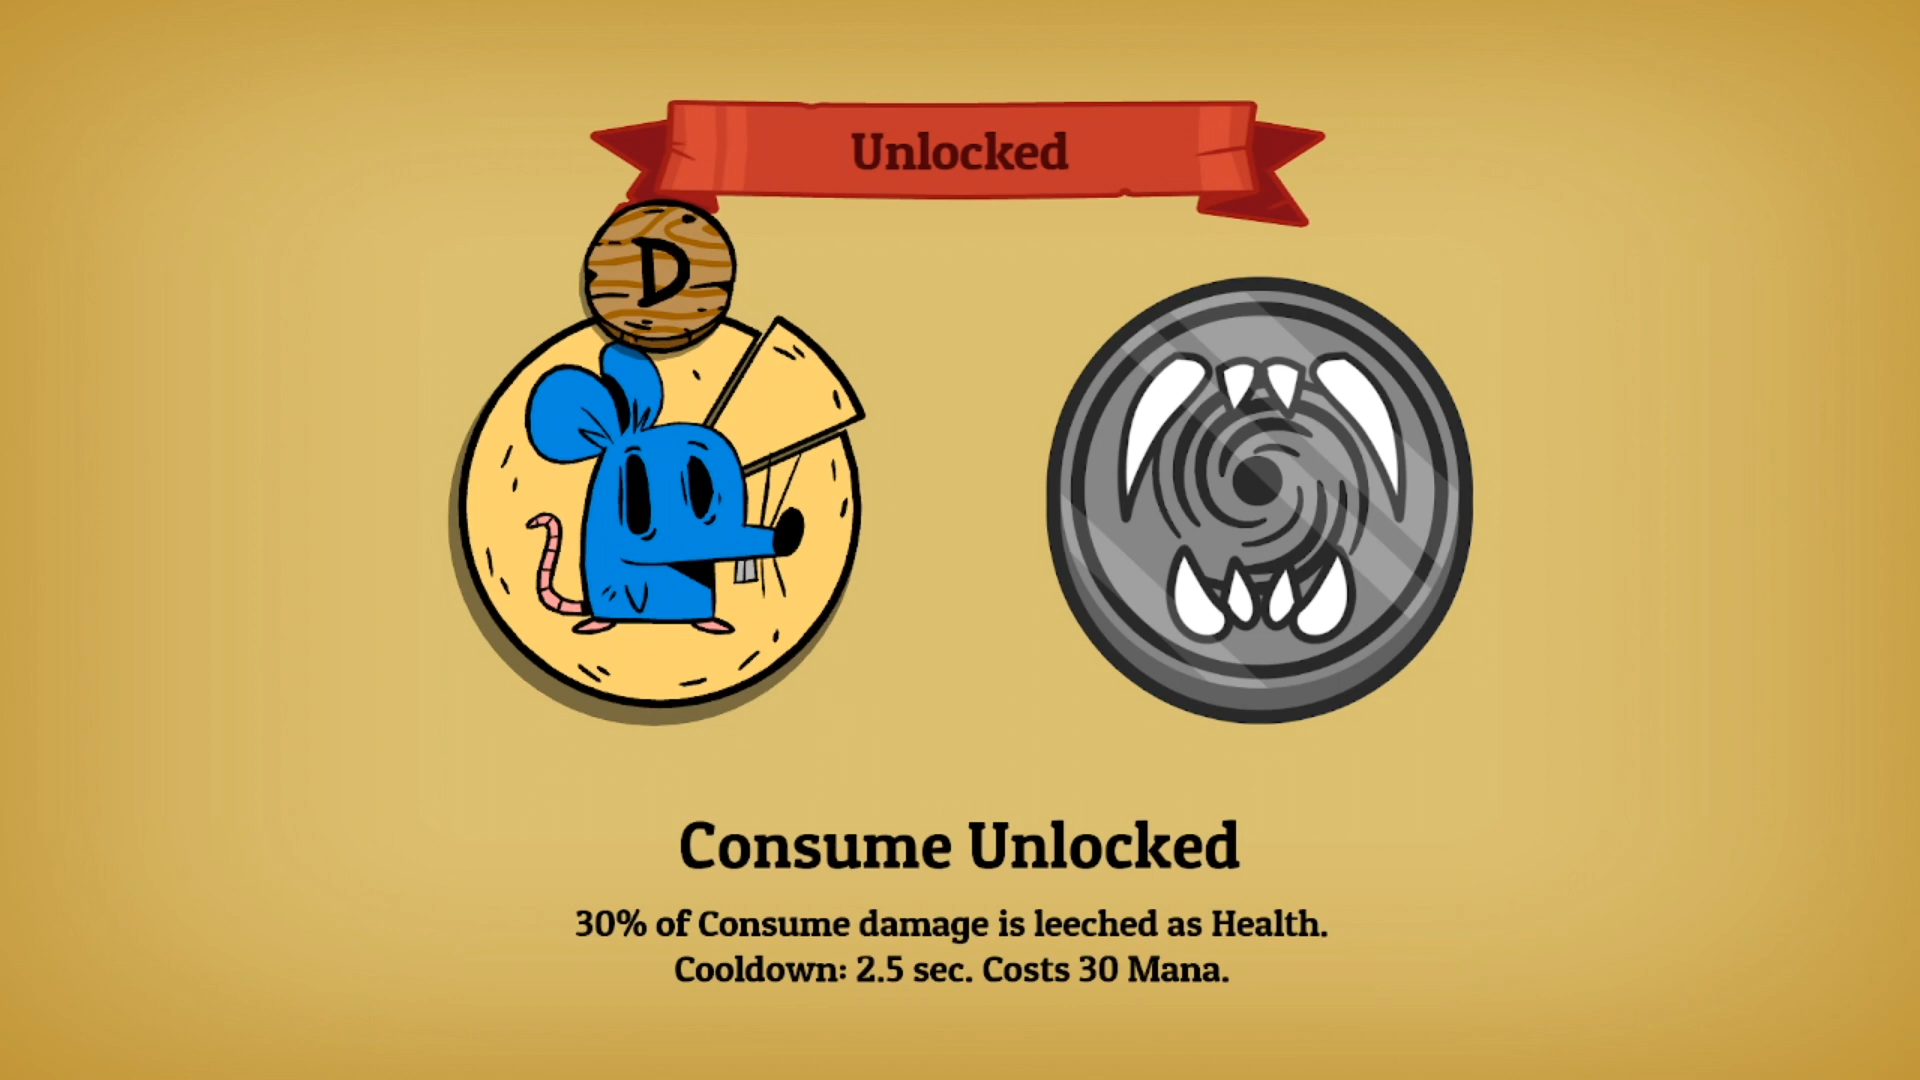 Unlocked
D
Consume Unlocked
30% of Consume damage is leeched as Health.
Cooldown: 2.5 sec. Costs 30 Mana.